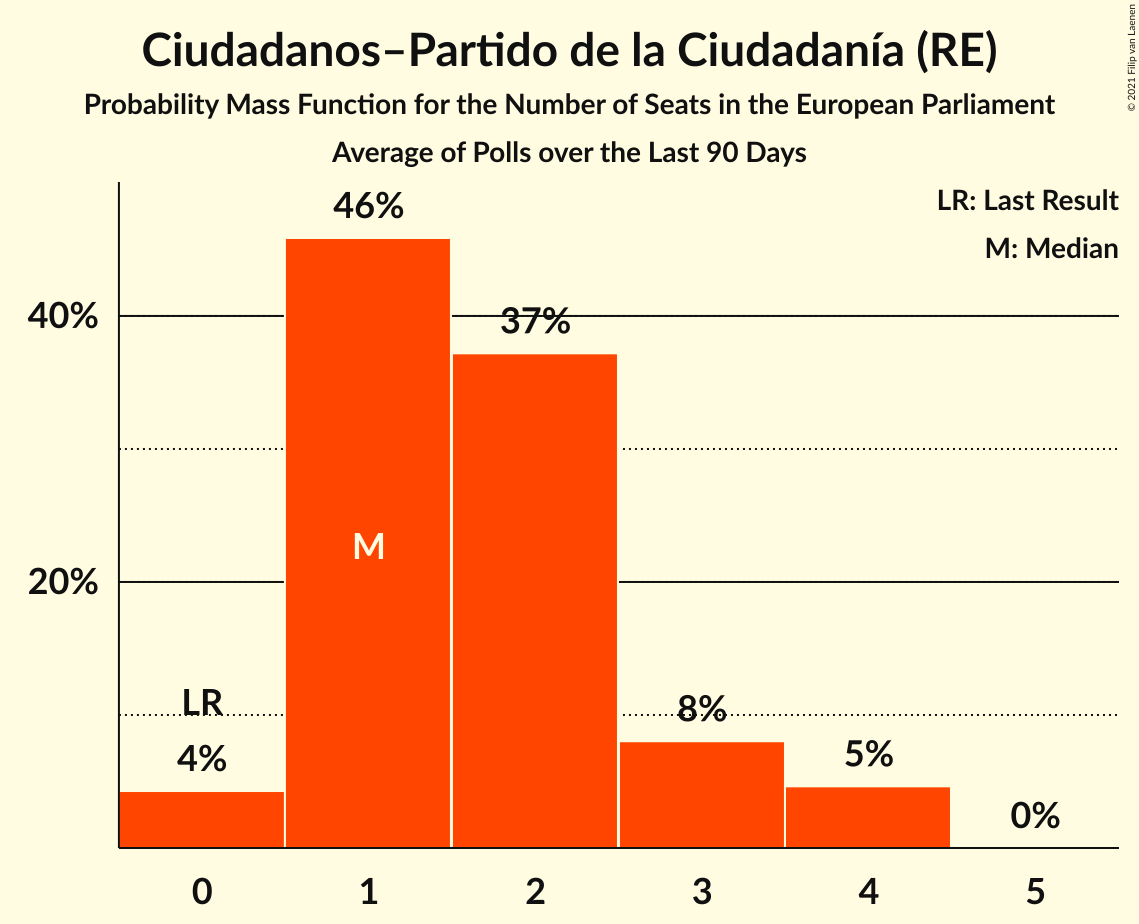 Ciudadanos–Partido de la Ciudadanía (RE)
Probability Mass Function for the Number of Seats in the European Parliament
Average of Polls over the Last 90 Days
© 2021 Filip van Laenen
LR: Last Result
M: Median
46%
40%
37%
M
20%
LR
8%
4%
5%
0%
0 1 2 3 4 5